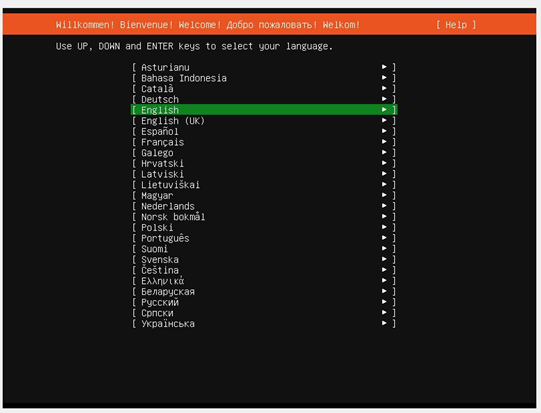 Willkommen! Bienvenue! Welcome! Добро пожаловать! Welkom! [ Help ]
Use UP, DOWN and ENTER keys to select your language.
[ Asturianu ► ]
[ Bahasa Indonesia ► ]
[ Català ► ]
[ Deutsch ► ]
[ English ► ]
[ English (UK) ► ]
[ Español ► ]
[ Français ► ]
[ Galego ► ]
[ Hrvatski ► ]
[ Latviski ► ]
[ Lietuviškai ► ]
[ Magyar ► ]
[ Nederlands ► ]
[ Norsk bokmål ► ]
[ Polski ► ]
[ Português ► ]
[ Suomi ► ]
[ Svenska ► ]
[ Čeština ► ]
[ Ελληνικά ► ]
[ Беларуская ► ]
[ Русский ► ]
[ Српски ► ]
[ Українська ► ]